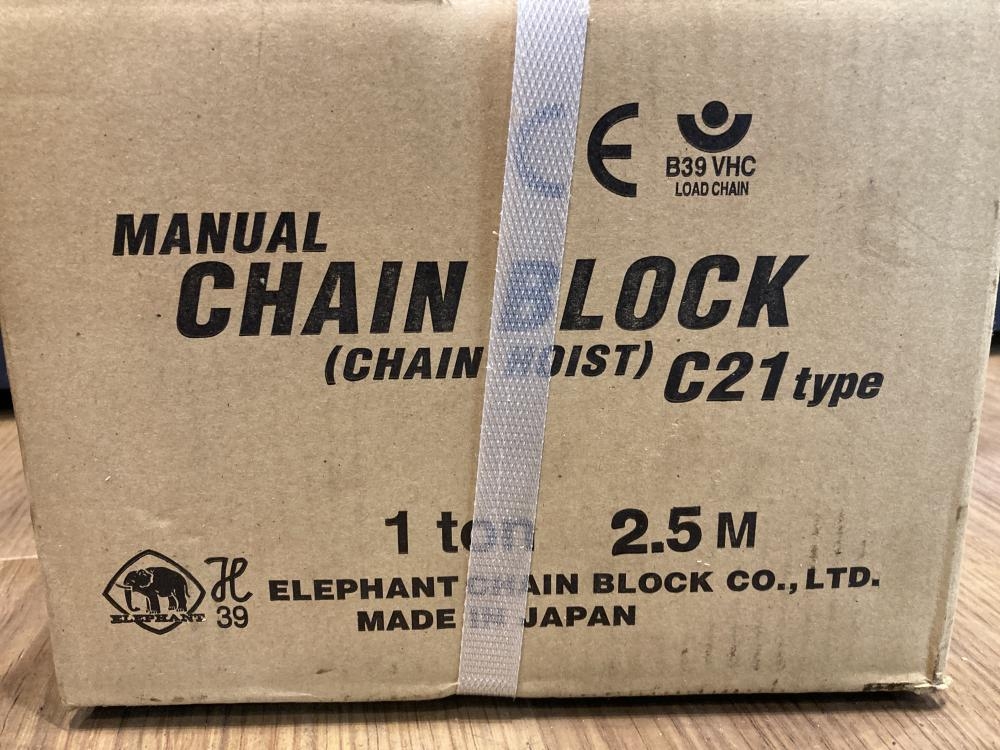 CE
B39 VHC
LOAD CHAIN
MANUAL
CHAIN BLOCK
(CHAIN HOIST) C21 type
1 ton 2.5 M
ELEPHANT
H
39
ELEPHANT CHAIN BLOCK CO., LTD.
MADE IN JAPAN